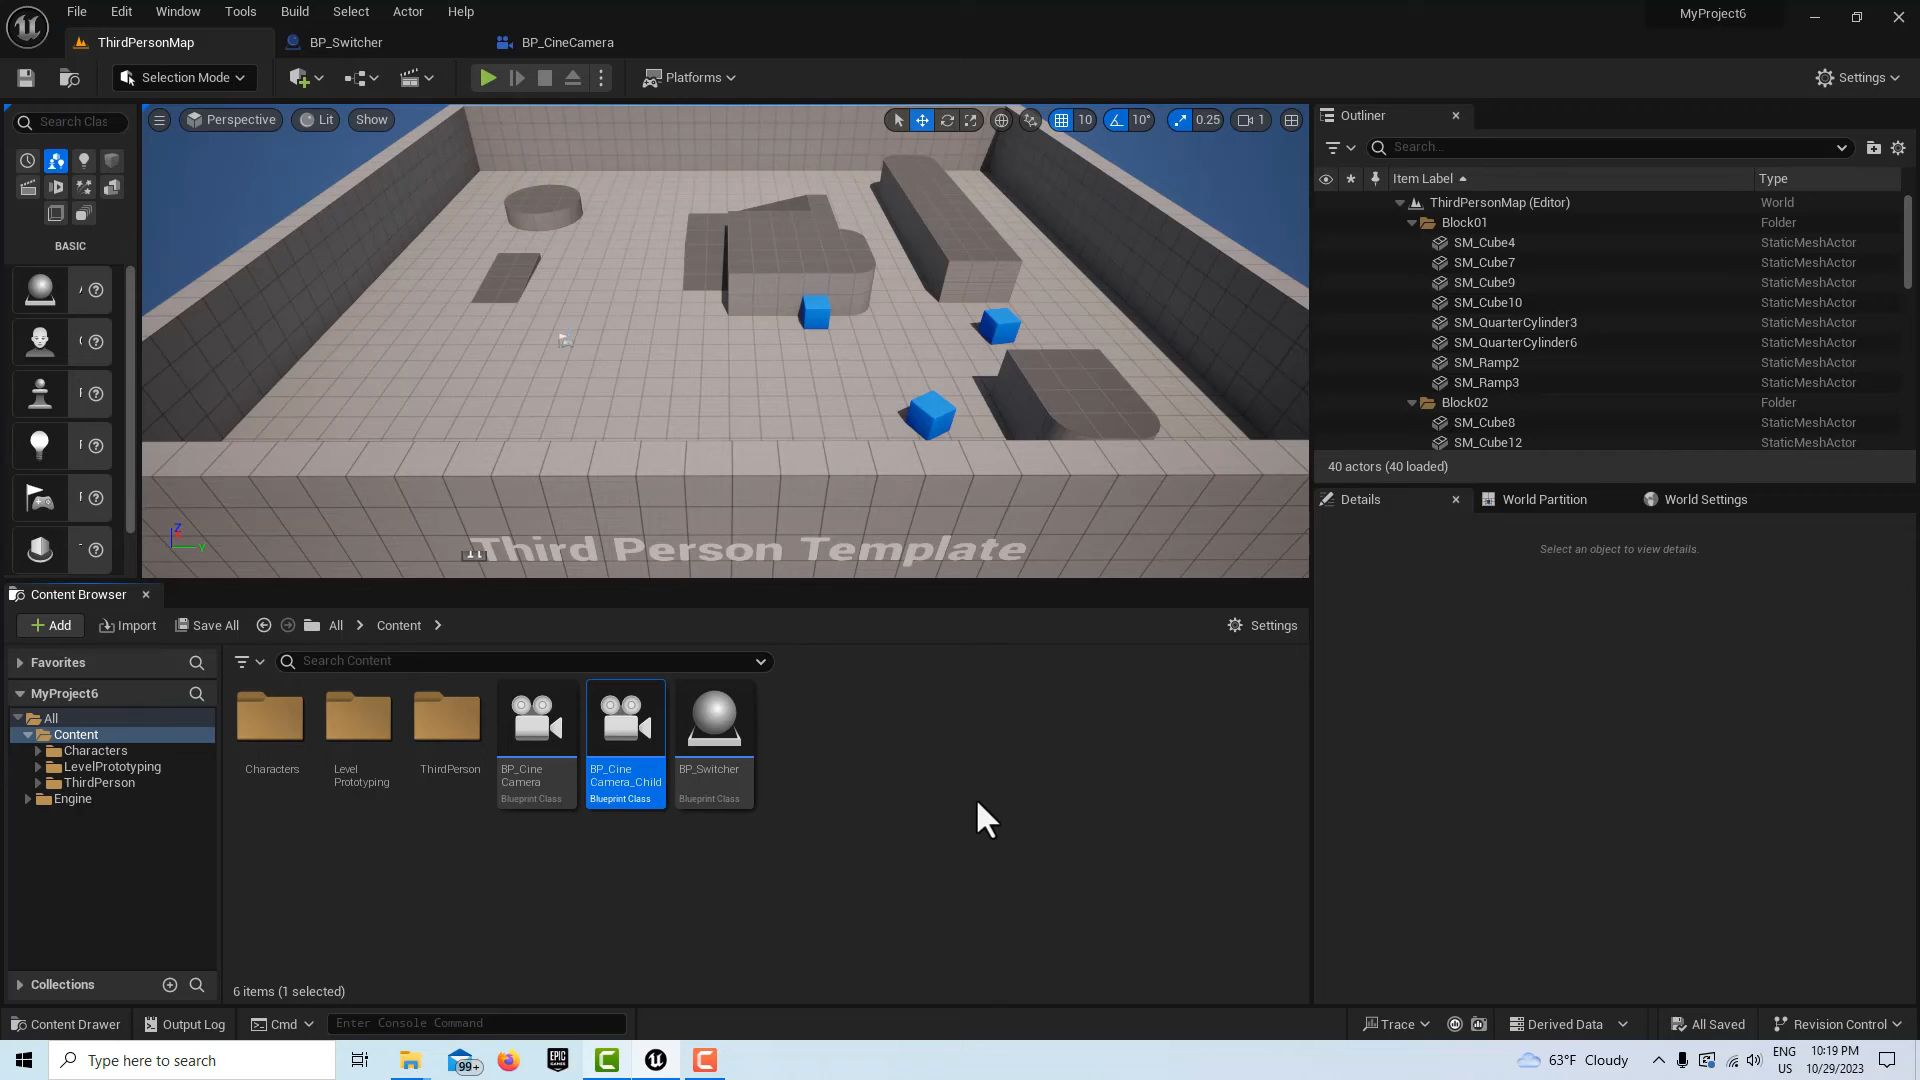 File Edit Window Tools Build Select Actor Help
MyProject6
ThirdPersonMap
BP_Switcher
BP_CineCamera
Selection Mode
Platforms
Settings
Search Clas
BASIC
Perspective
Lit
Show
10
10°
0.25
1
Third Person Template
Z
Y
Outliner
Search...
Item Label
Type
ThirdPersonMap (Editor) World
Block01 Folder
SM_Cube4 StaticMeshActor
SM_Cube7 StaticMeshActor
SM_Cube9 StaticMeshActor
SM_Cube10 StaticMeshActor
SM_QuarterCylinder3 StaticMeshActor
SM_QuarterCylinder6 StaticMeshActor
SM_Ramp2 StaticMeshActor
SM_Ramp3 StaticMeshActor
Block02 Folder
SM_Cube8 StaticMeshActor
SM_Cube12 StaticMeshActor
40 actors (40 loaded)
Details
World Partition
World Settings
Select an object to view details.
Content Browser
Add
Import
Save All
All
Content
Settings
Favorites
MyProject6
All
Content
Characters
LevelPrototyping
ThirdPerson
Engine
Collections
Search Content
Characters
Level
Prototyping
ThirdPerson
BP_Cine
Camera
Blueprint Class
BP_Cine
Camera_Child
Blueprint Class
BP_Switcher
Blueprint Class
6 items (1 selected)
Content Drawer
Output Log
Cmd
Enter Console Command
Trace
Derived Data
All Saved
Revision Control
Type here to search
99+
EPIC
GAMES
63°F Cloudy
ENG
US
10:19 PM
10/29/2023